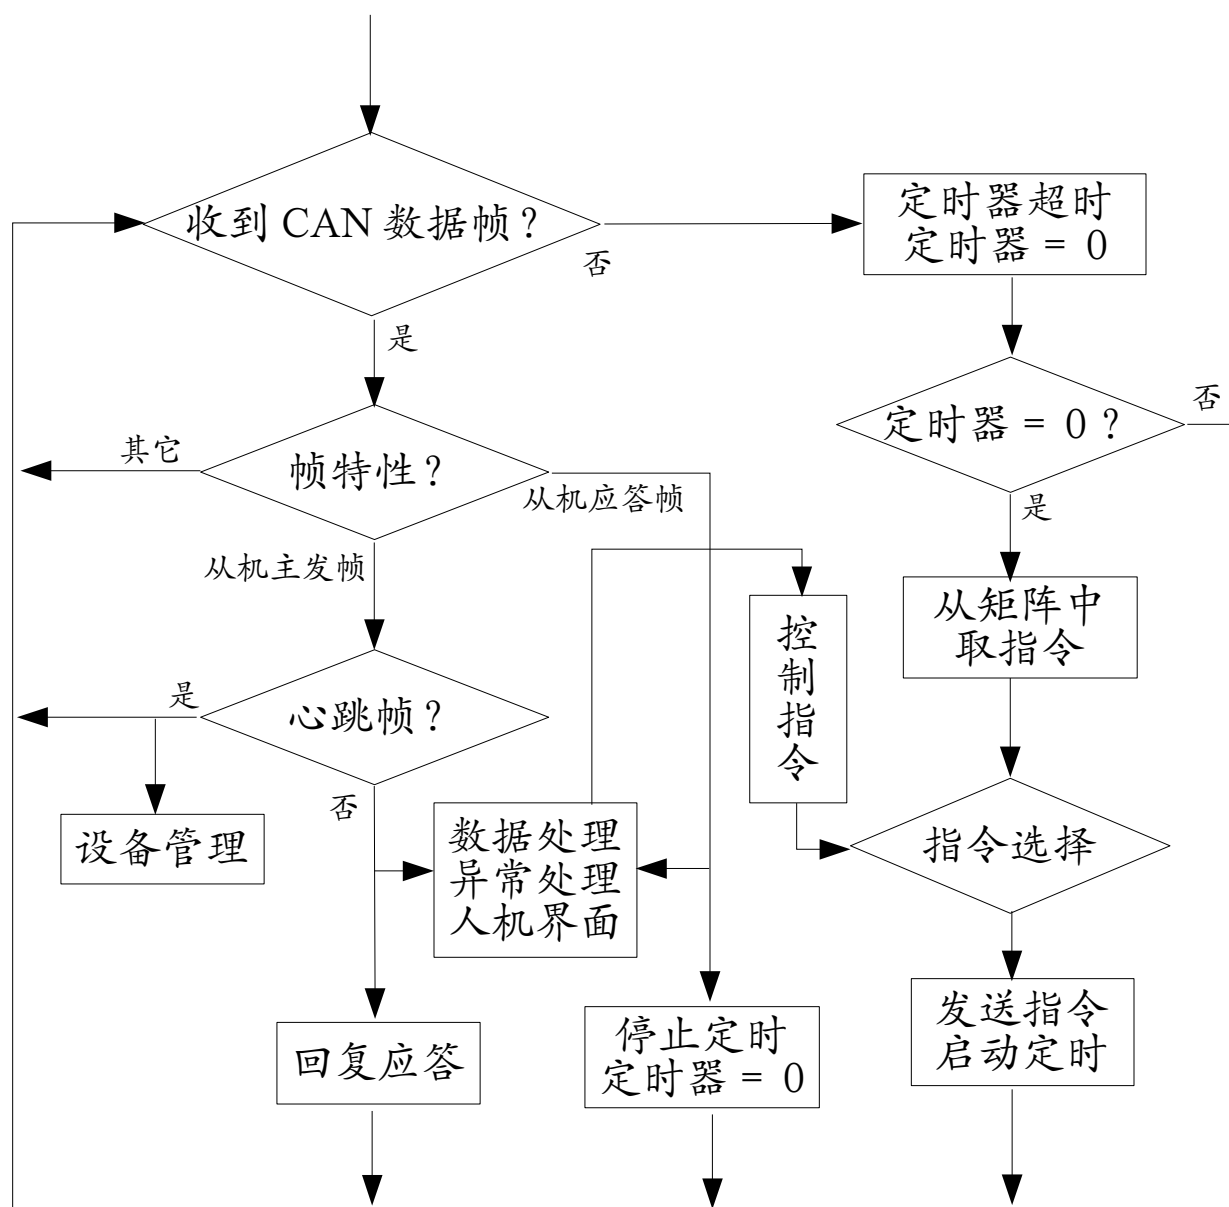 收到 CAN 数据帧？
否
定时器超时
定时器 = 0
是
定时器 = 0？
否
其它
帧特性？
从机应答帧
是
从机主发帧
从矩阵中
取指令
控
制
指
令
是
心跳帧？
否
设备管理
数据处理
异常处理
人机界面
指令选择
回复应答
停止定时
定时器 = 0
发送指令
启动定时